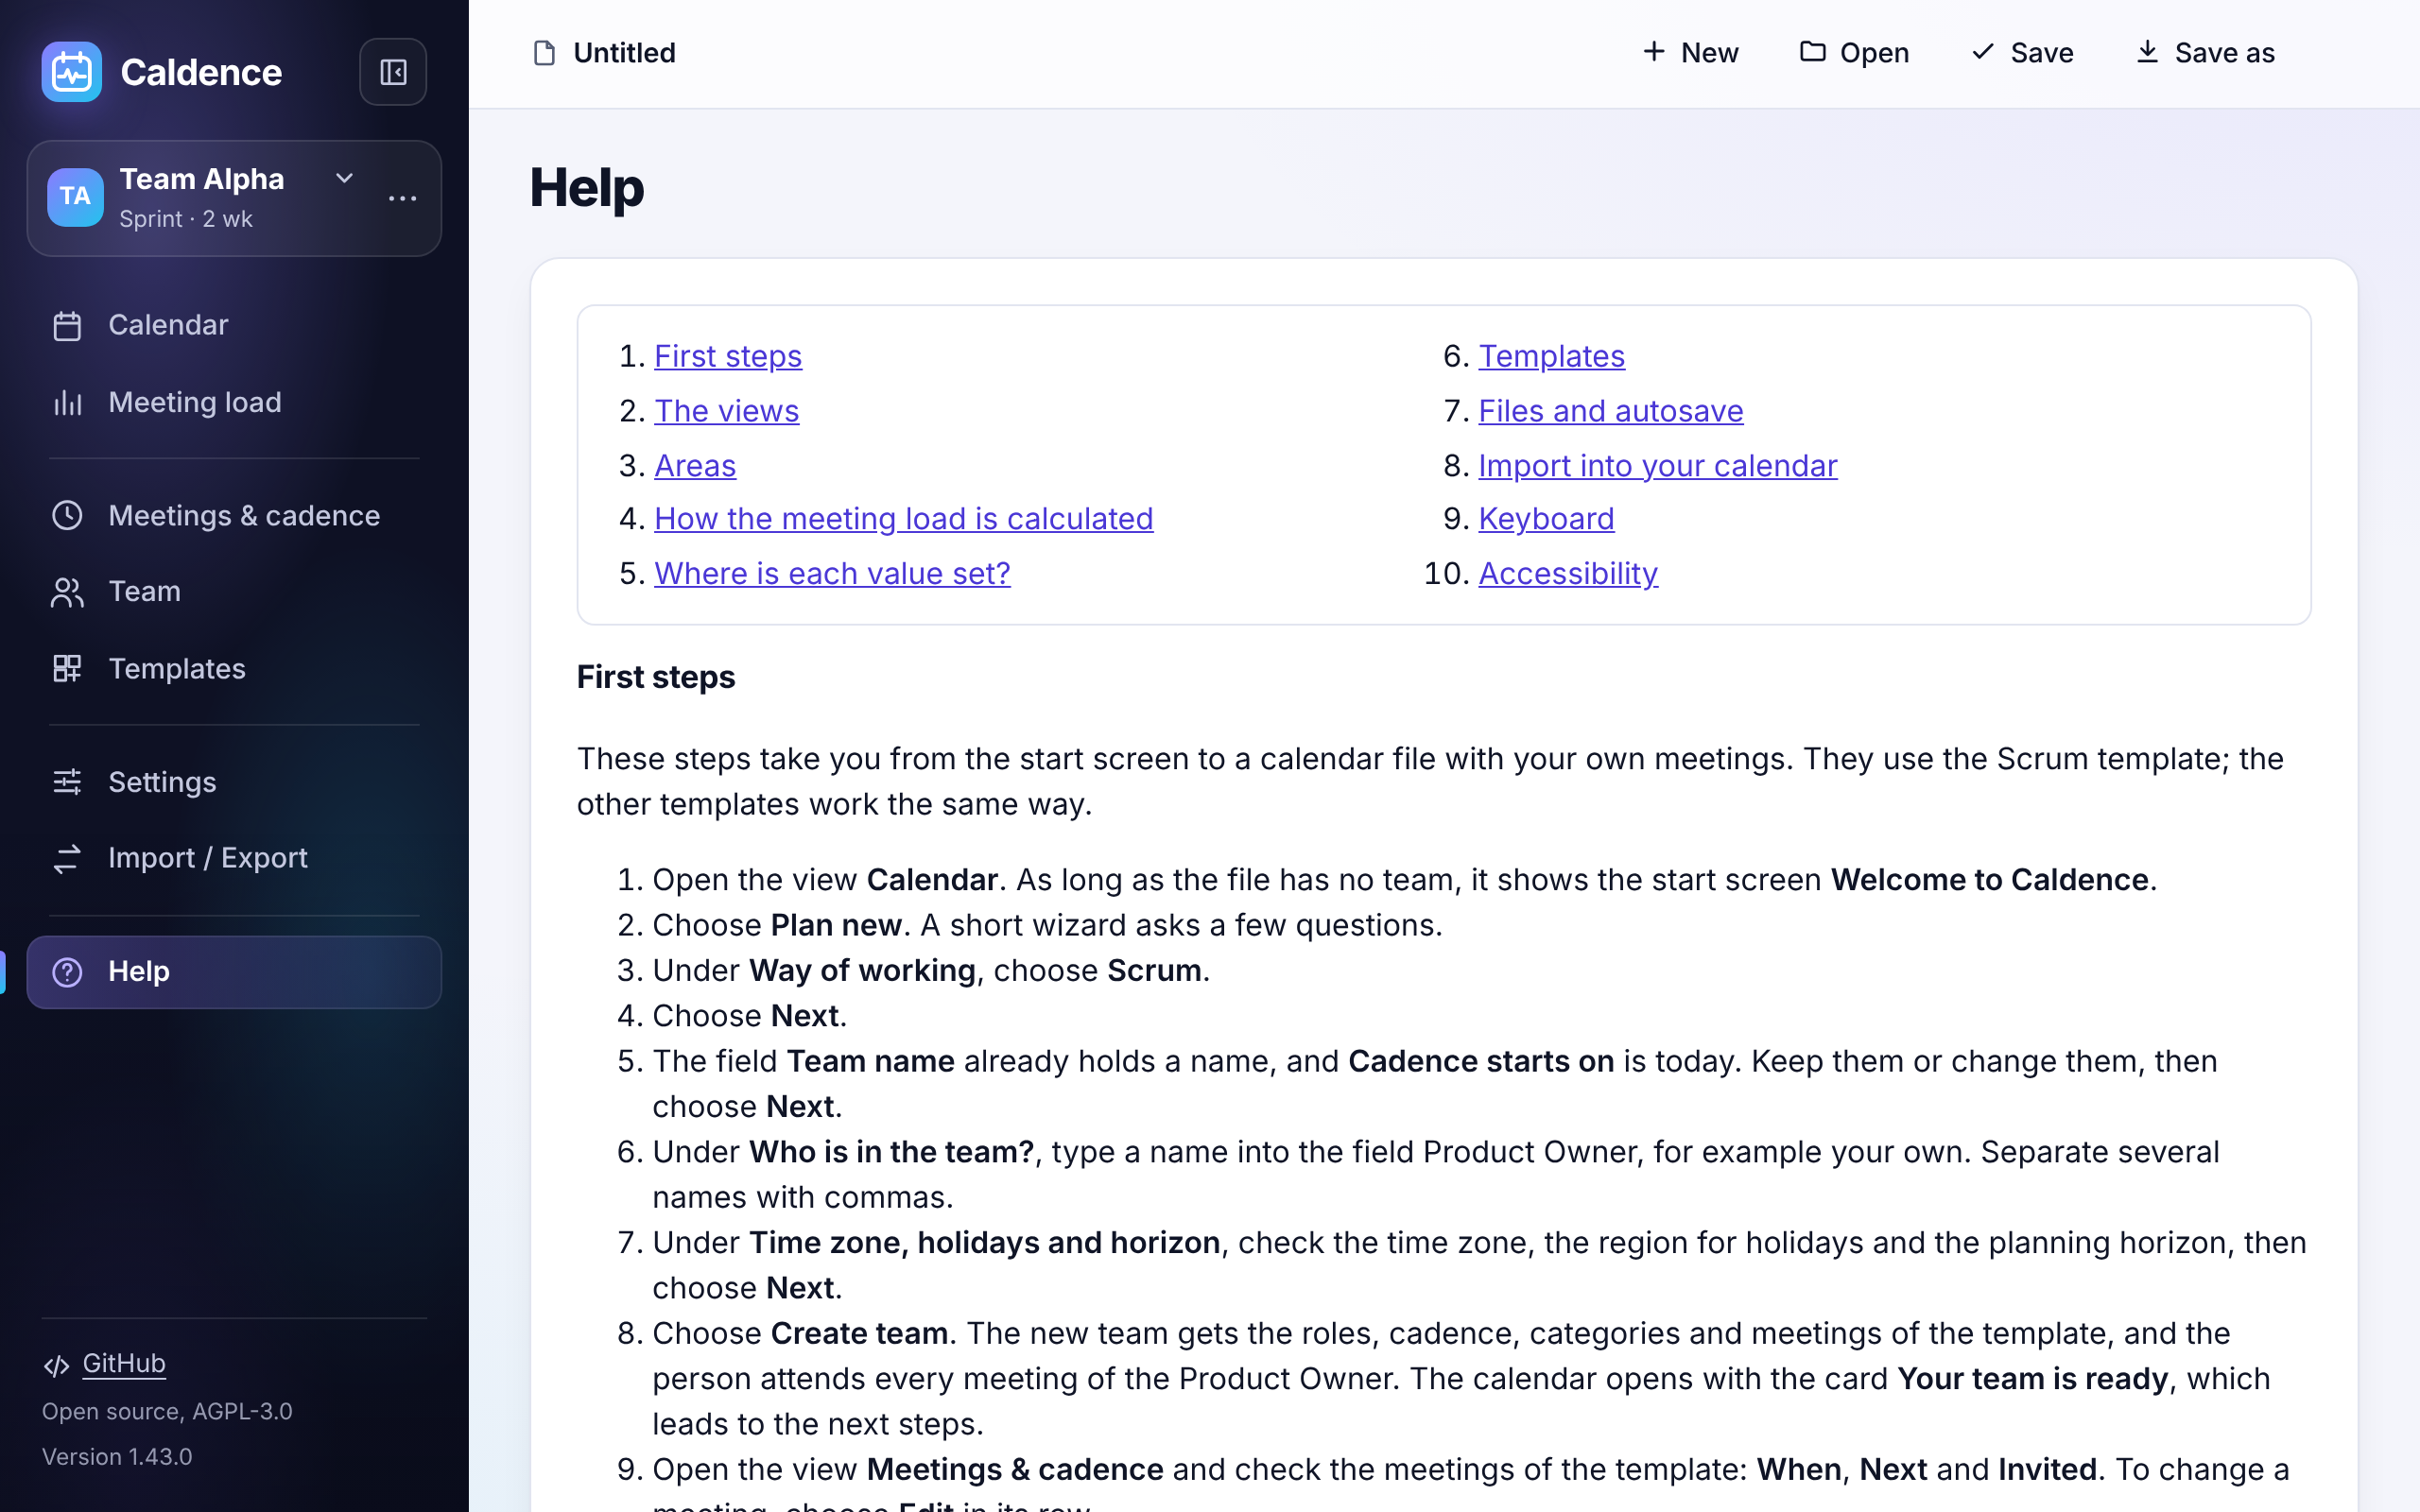 Caldence
TA
Team Alpha
Sprint · 2 wk
Calendar
Meeting load
Meetings & cadence
Team
Templates
Settings
Import / Export
Help
GitHub
Open source, AGPL-3.0
Version 1.43.0
Untitled
New
Open
Save
Save as
Help
1. First steps
2. The views
3. Areas
4. How the meeting load is calculated
5. Where is each value set?
6. Templates
7. Files and autosave
8. Import into your calendar
9. Keyboard
10. Accessibility
First steps
These steps take you from the start screen to a calendar file with your own meetings. They use the Scrum template; the
other templates work the same way.
1. Open the view Calendar. As long as the file has no team, it shows the start screen Welcome to Caldence.
2. Choose Plan new. A short wizard asks a few questions.
3. Under Way of working, choose Scrum.
4. Choose Next.
5. The field Team name already holds a name, and Cadence starts on is today. Keep them or change them, then
choose Next.
6. Under Who is in the team?, type a name into the field Product Owner, for example your own. Separate several
names with commas.
7. Under Time zone, holidays and horizon, check the time zone, the region for holidays and the planning horizon, then
choose Next.
8. Choose Create team. The new team gets the roles, cadence, categories and meetings of the template, and the
person attends every meeting of the Product Owner. The calendar opens with the card Your team is ready, which
leads to the next steps.
9. Open the view Meetings & cadence and check the meetings of the template: When, Next and Invited. To change a
meeting, choose Edit in its row.